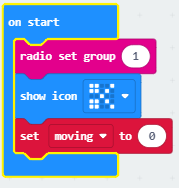 on start
radio set group 1
show icon
set moving to 0